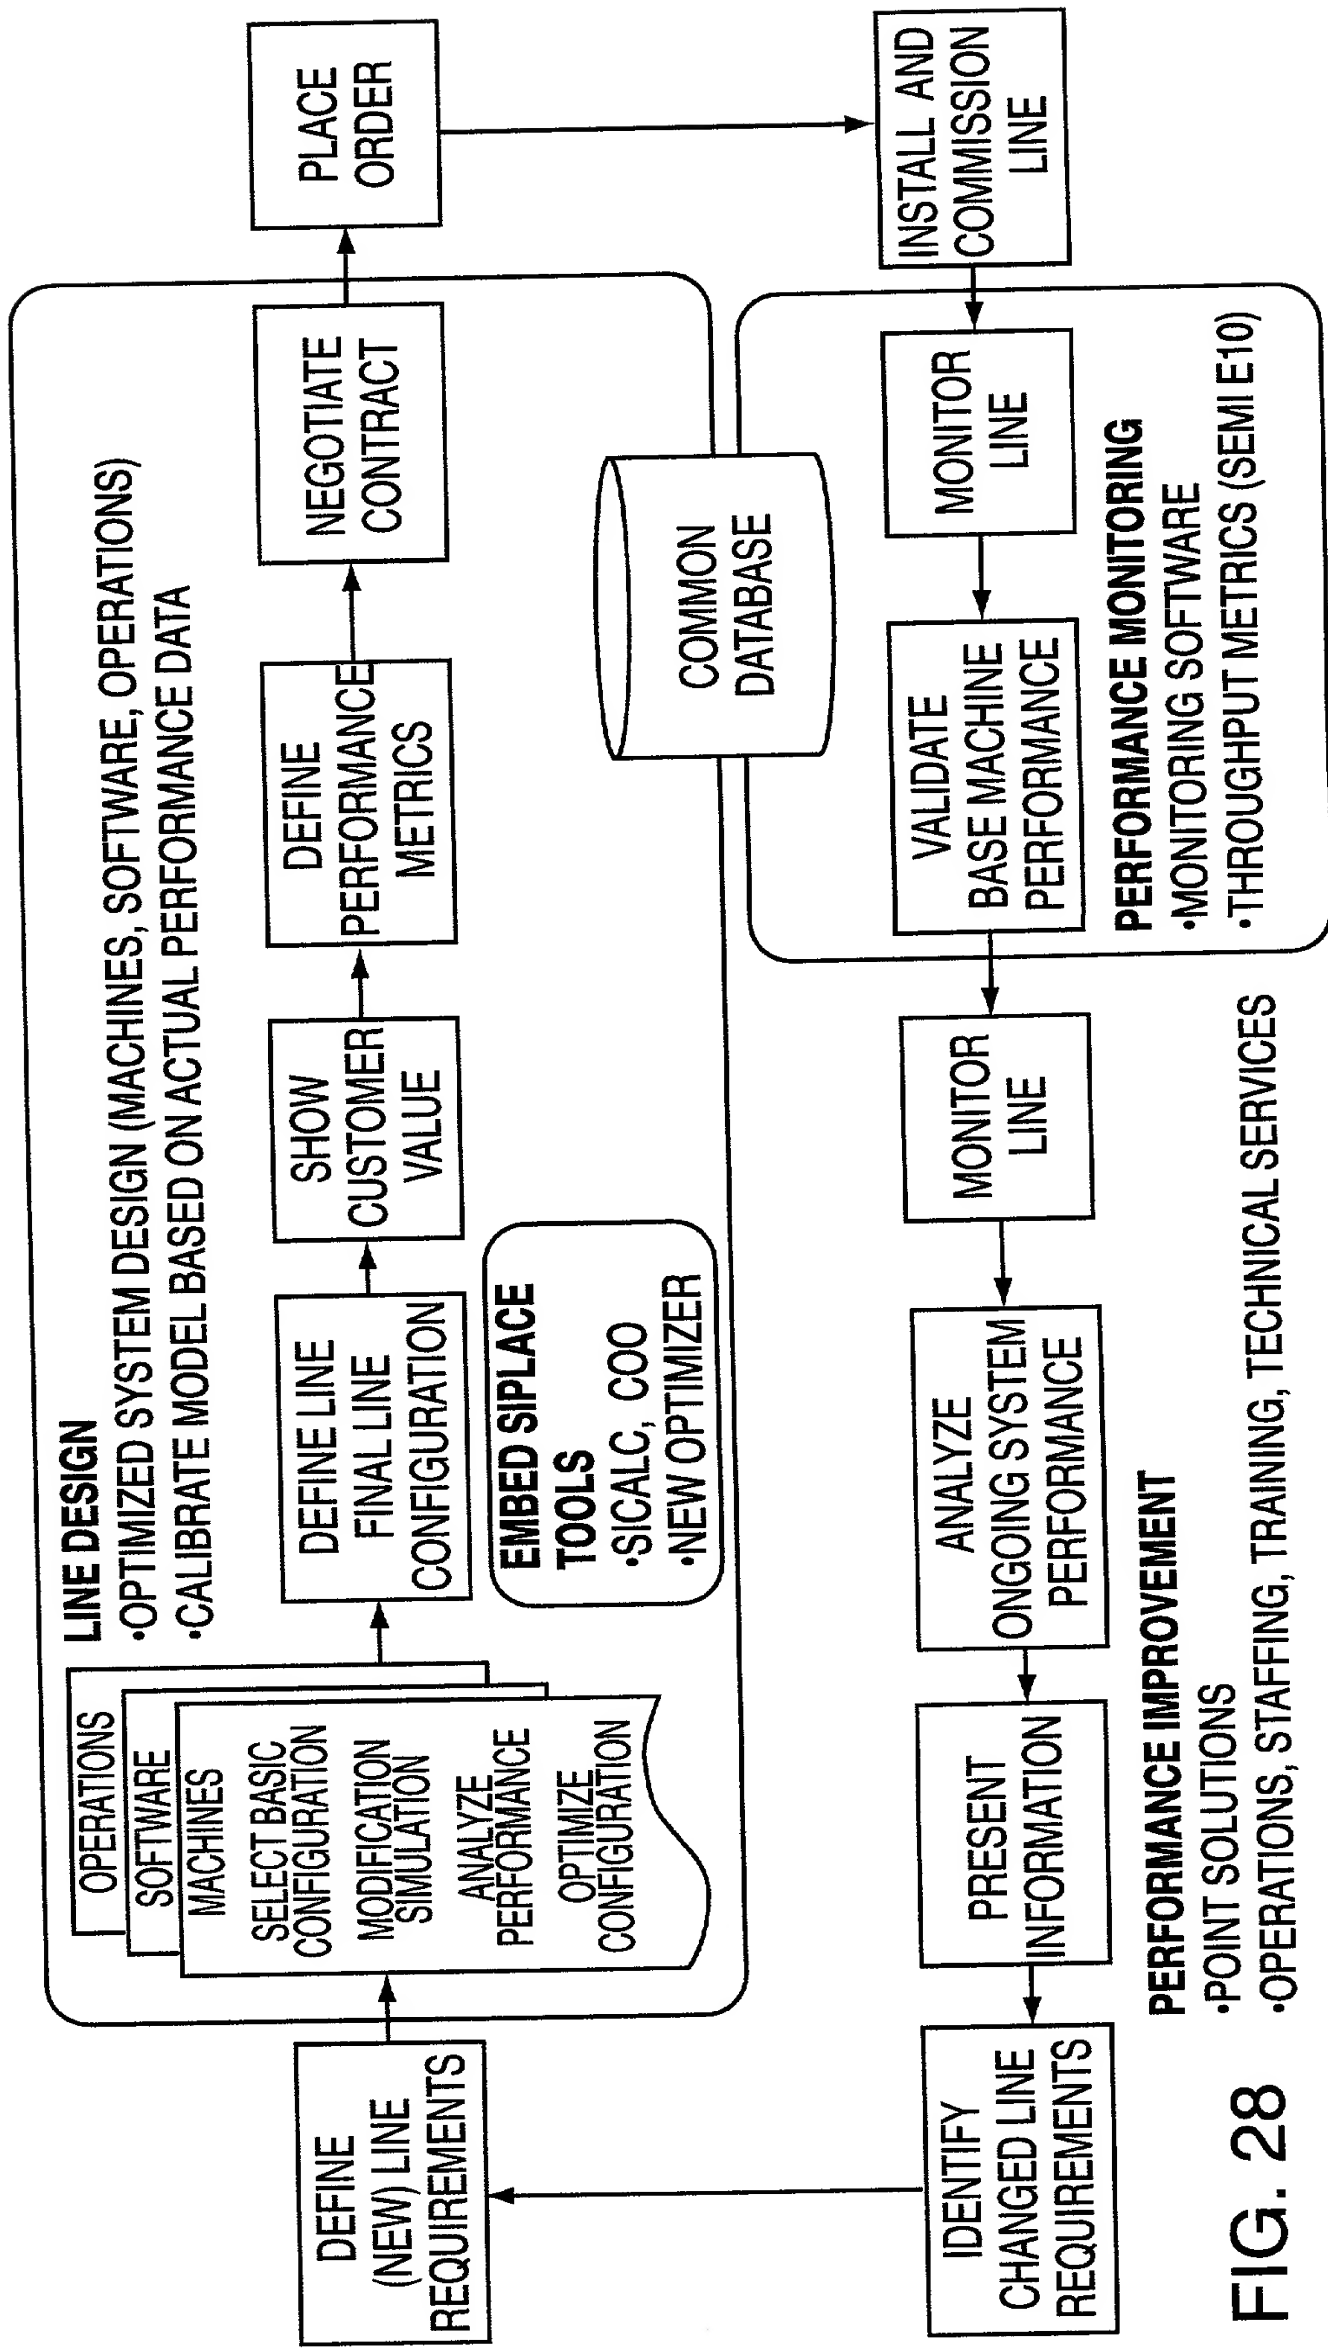 LINE DESIGN
•OPTIMIZED SYSTEM DESIGN (MACHINES, SOFTWARE, OPERATIONS)
•CALIBRATE MODEL BASED ON ACTUAL PERFORMANCE DATA
DEFINE
(NEW) LINE
REQUIREMENTS
OPERATIONS
SOFTWARE
MACHINES
SELECT BASIC
CONFIGURATION
MODIFICATION
SIMULATION
ANALYZE
PERFORMANCE
OPTIMIZE
CONFIGURATION
DEFINE LINE
FINAL LINE
CONFIGURATION
SHOW
CUSTOMER
VALUE
DEFINE
PERFORMANCE
METRICS
NEGOTIATE
CONTRACT
PLACE
ORDER
EMBED SIPLACE
TOOLS
•SICALC, COO
•NEW OPTIMIZER
COMMON
DATABASE
IDENTIFY
CHANGED LINE
REQUIREMENTS
PRESENT
INFORMATION
ANALYZE
ONGOING SYSTEM
PERFORMANCE
MONITOR
LINE
VALIDATE
BASE MACHINE
PERFORMANCE
MONITOR
LINE
INSTALL AND
COMMISSION
LINE
PERFORMANCE IMPROVEMENT
•POINT SOLUTIONS
•OPERATIONS, STAFFING, TRAINING, TECHNICAL SERVICES
PERFORMANCE MONITORING
•MONITORING SOFTWARE
•THROUGHPUT METRICS (SEMI E10)
FIG. 28